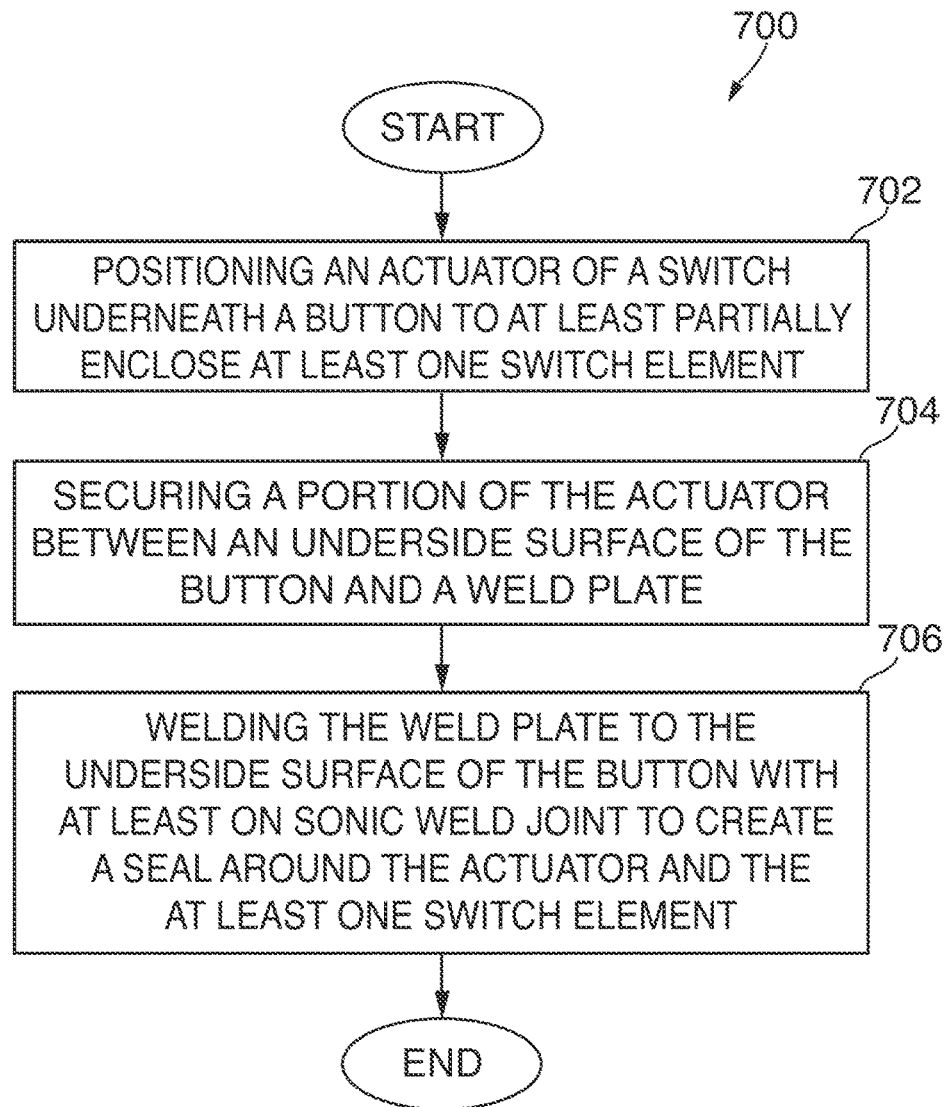 700
START
702
POSITIONING AN ACTUATOR OF A SWITCH
UNDERNEATH A BUTTON TO AT LEAST PARTIALLY
ENCLOSE AT LEAST ONE SWITCH ELEMENT
704
SECURING A PORTION OF THE ACTUATOR
BETWEEN AN UNDERSIDE SURFACE OF THE
BUTTON AND A WELD PLATE
706
WELDING THE WELD PLATE TO THE
UNDERSIDE SURFACE OF THE BUTTON WITH
AT LEAST ON SONIC WELD JOINT TO CREATE
A SEAL AROUND THE ACTUATOR AND THE
AT LEAST ONE SWITCH ELEMENT
END